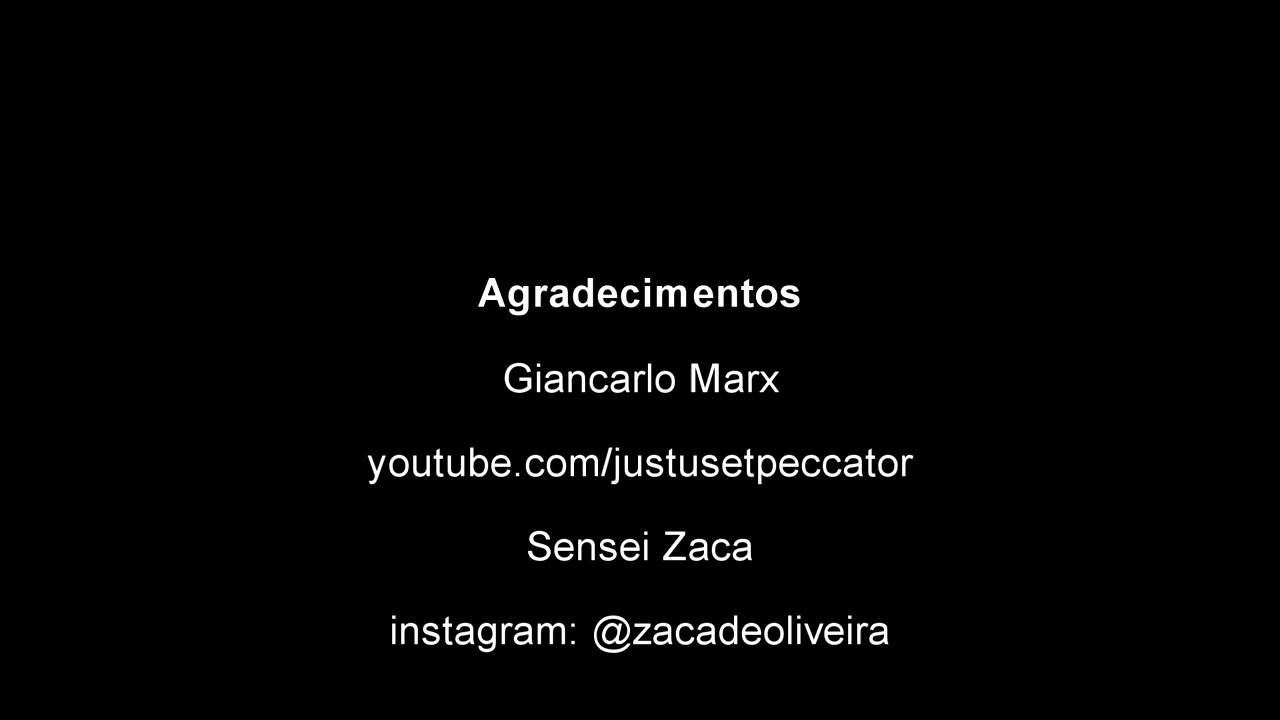 Agradecimentos
Giancarlo Marx
youtube.com/justusetpeccator
Sensei Zaca
instagram: @zacadeoliveira